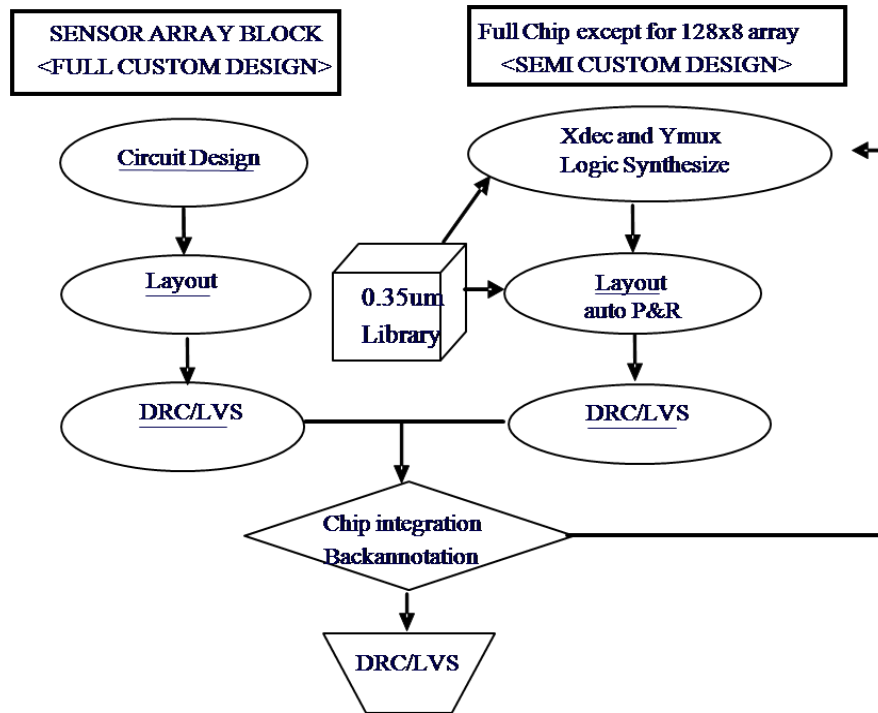 SENSOR ARRAY BLOCK
<FULL CUSTOM DESIGN>
Full Chip except for 128x8 array
<SEMI CUSTOM DESIGN>
Circuit Design
Xdec and Ymux
Logic Synthesize
Layout
0.35um
Library
Layout
auto P&R
DRC/LVS
DRC/LVS
Chip integration
Backannotation
DRC/LVS